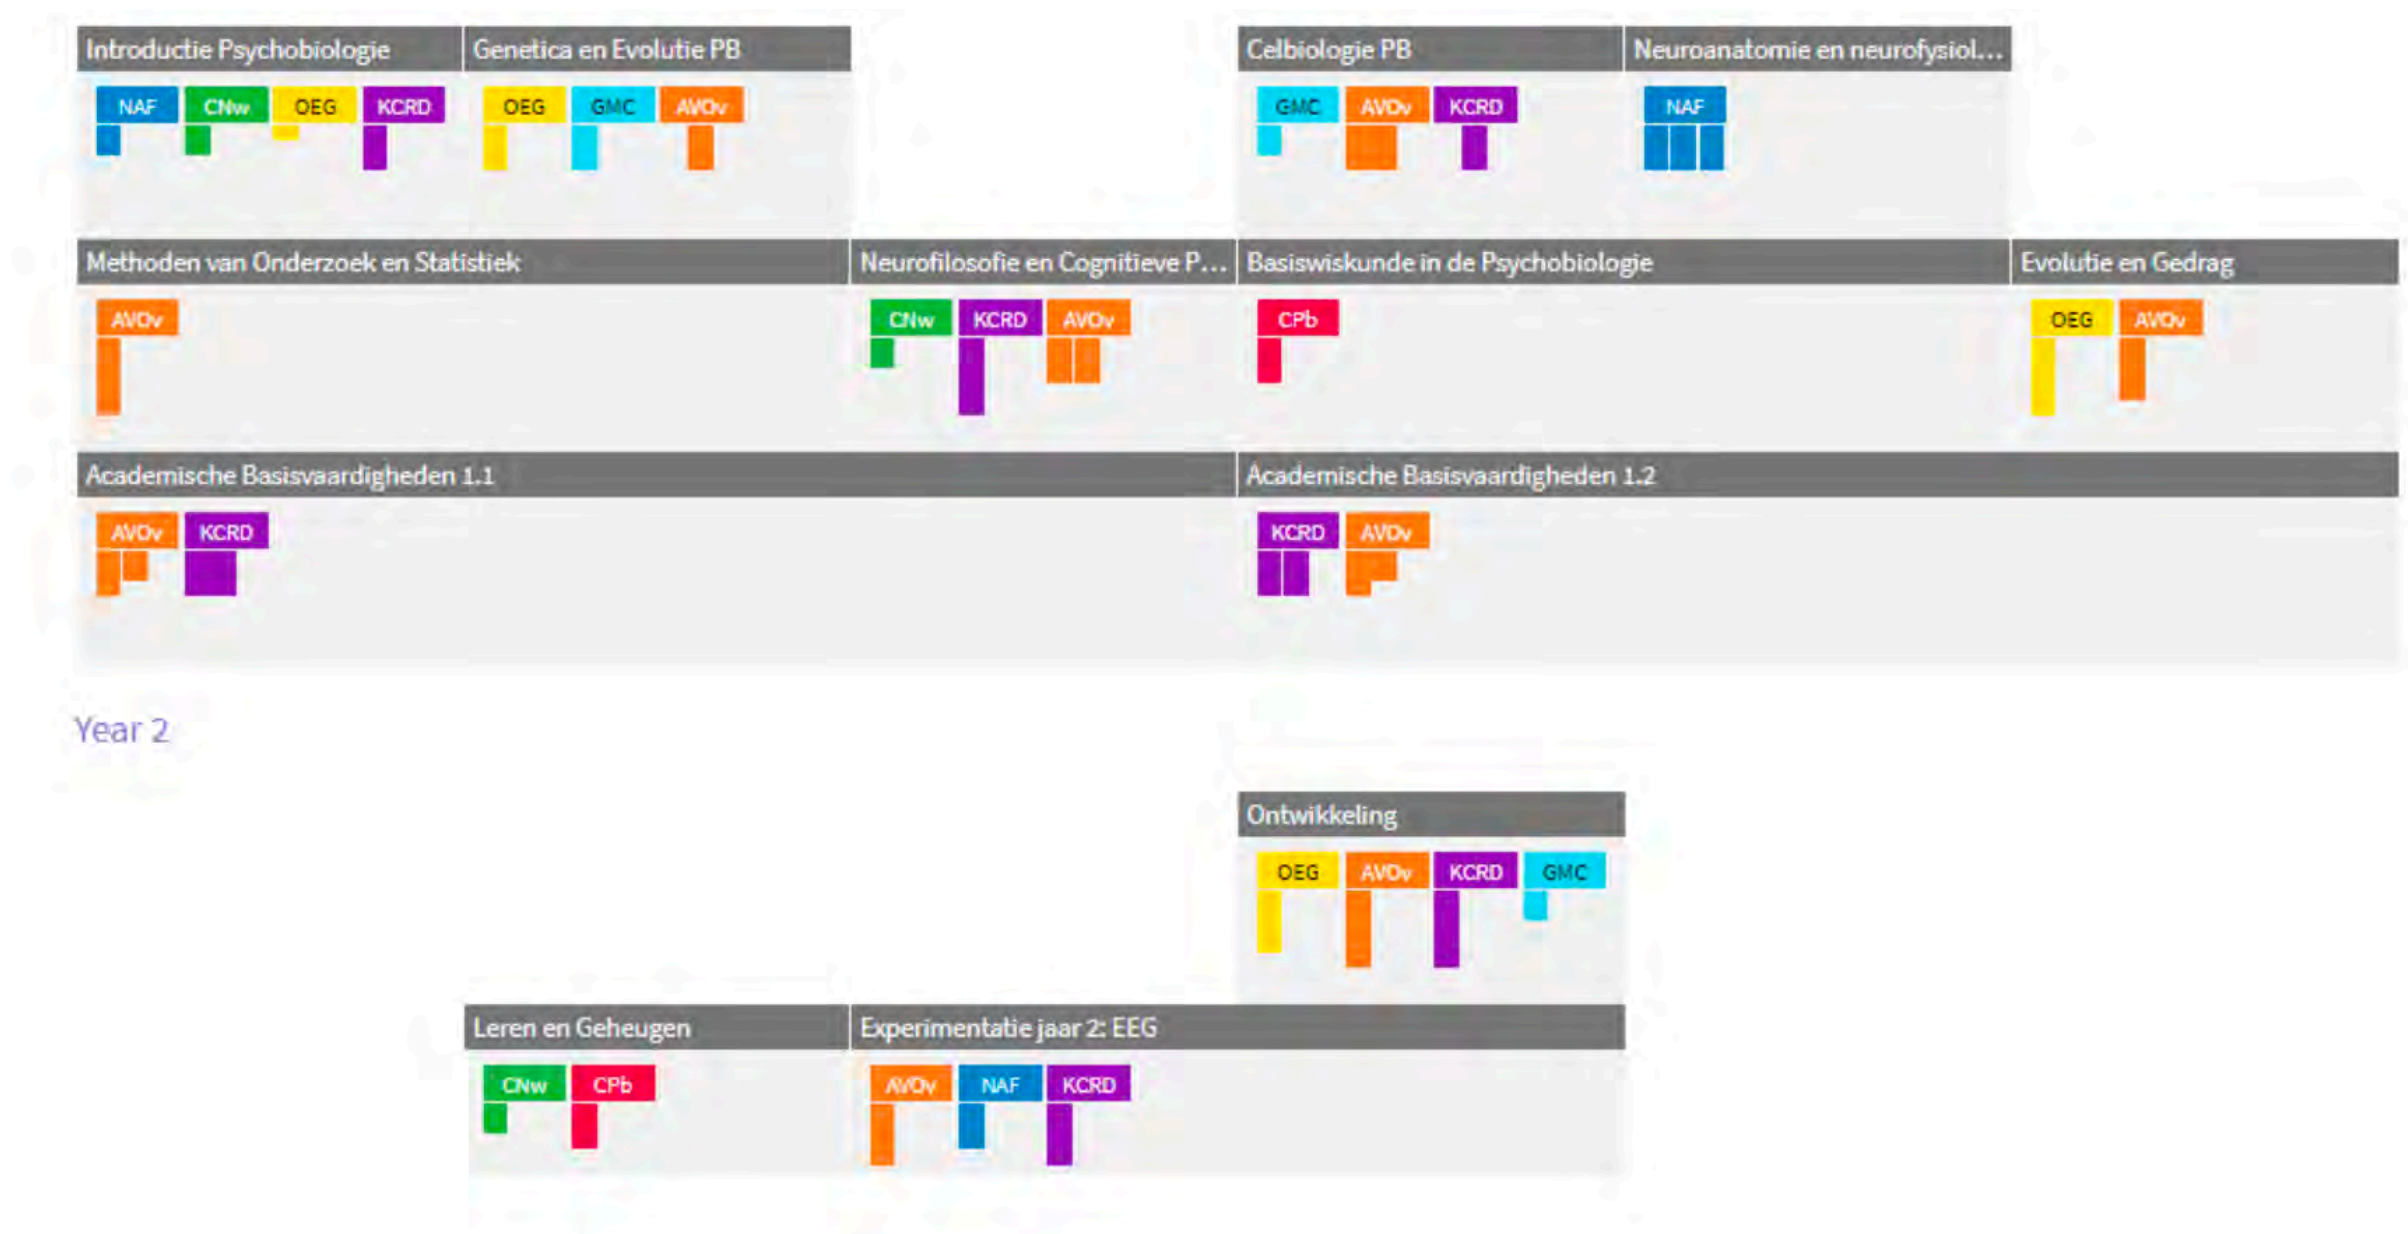 Introductie Psychobiologie
Genetica en Evolutie PB
Celbiologie PB
Neuroanatomie en neurofysiol...
NAF CNw OEG KCRD
OEG GMC AVOv
GMC AVOv KCRD
NAF
Methoden van Onderzoek en Statistiek
Neurofilosofie en Cognitieve P...
Basiswiskunde in de Psychobiologie
Evolutie en Gedrag
AVOv
CNw KCRD AVOv
CPb
OEG AVOv
Academische Basisvaardigheden 1.1
Academische Basisvaardigheden 1.2
AVOv KCRD
KCRD AVOv
Year 2
Ontwikkeling
OEG AVOv KCRD GMC
Leren en Geheugen
Experimentatie jaar 2: EEG
CNw CPb
AVOv NAF KCRD